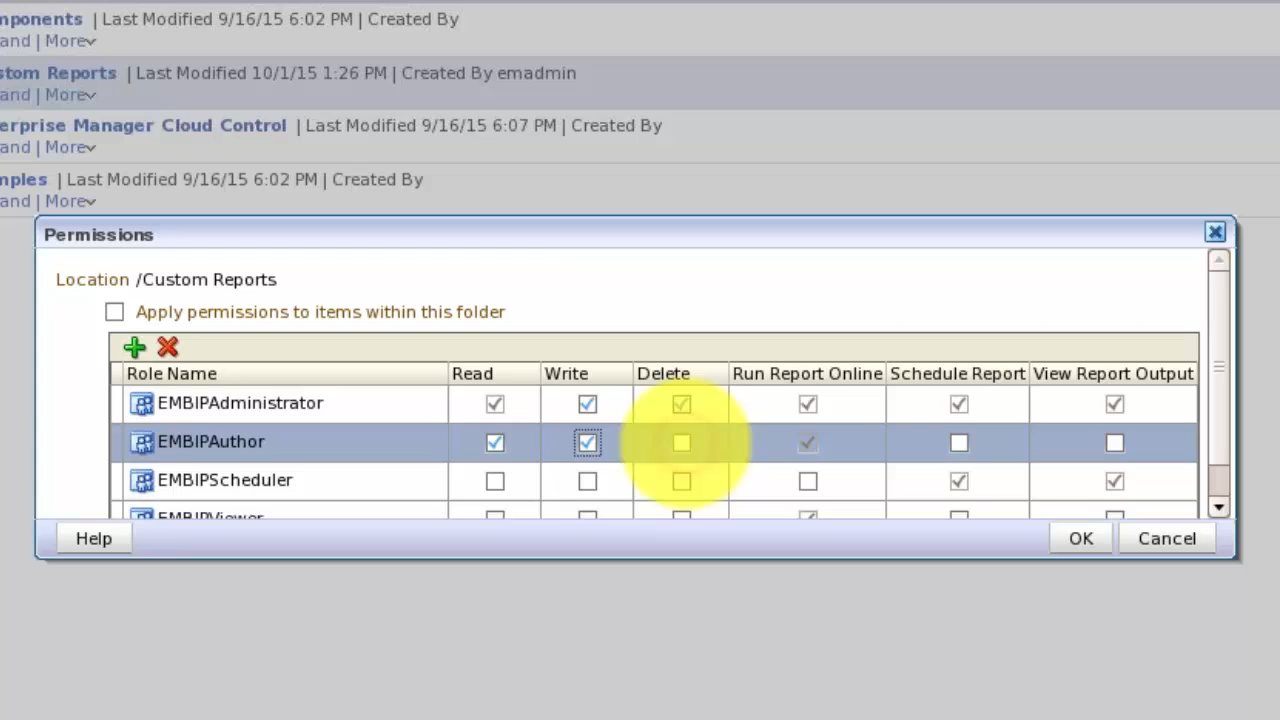 mponents | Last Modified 9/16/15 6:02 PM | Created By
and | More
stom Reports | Last Modified 10/1/15 1:26 PM | Created By emadmin
and | More
erprise Manager Cloud Control | Last Modified 9/16/15 6:07 PM | Created By
and | More
mples | Last Modified 9/16/15 6:02 PM | Created By
and | More
Permissions
Location /Custom Reports
Apply permissions to items within this folder
Role Name Read Write Delete Run Report Online Schedule Report View Report Output
EMBIPAdministrator
EMBIPAuthor
EMBIPScheduler
EMBIPViewer
Help OK Cancel